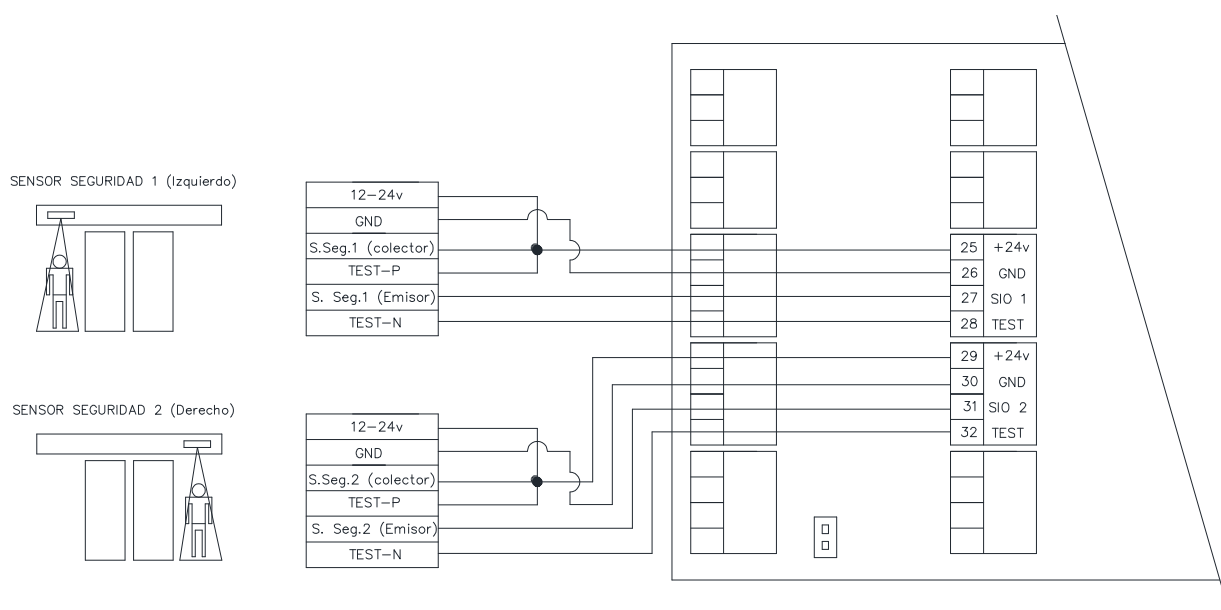 SENSOR SEGURIDAD 1 (Izquierdo)
12-24v
GND
S.Seg.1 (colector)
TEST-P
S. Seg.1 (Emisor)
TEST-N
25 +24v
26 GND
27 SIO 1
28 TEST
29 +24v
30 GND
31 SIO 2
32 TEST
SENSOR SEGURIDAD 2 (Derecho)
12-24v
GND
S.Seg.2 (colector)
TEST-P
S. Seg.2 (Emisor)
TEST-N